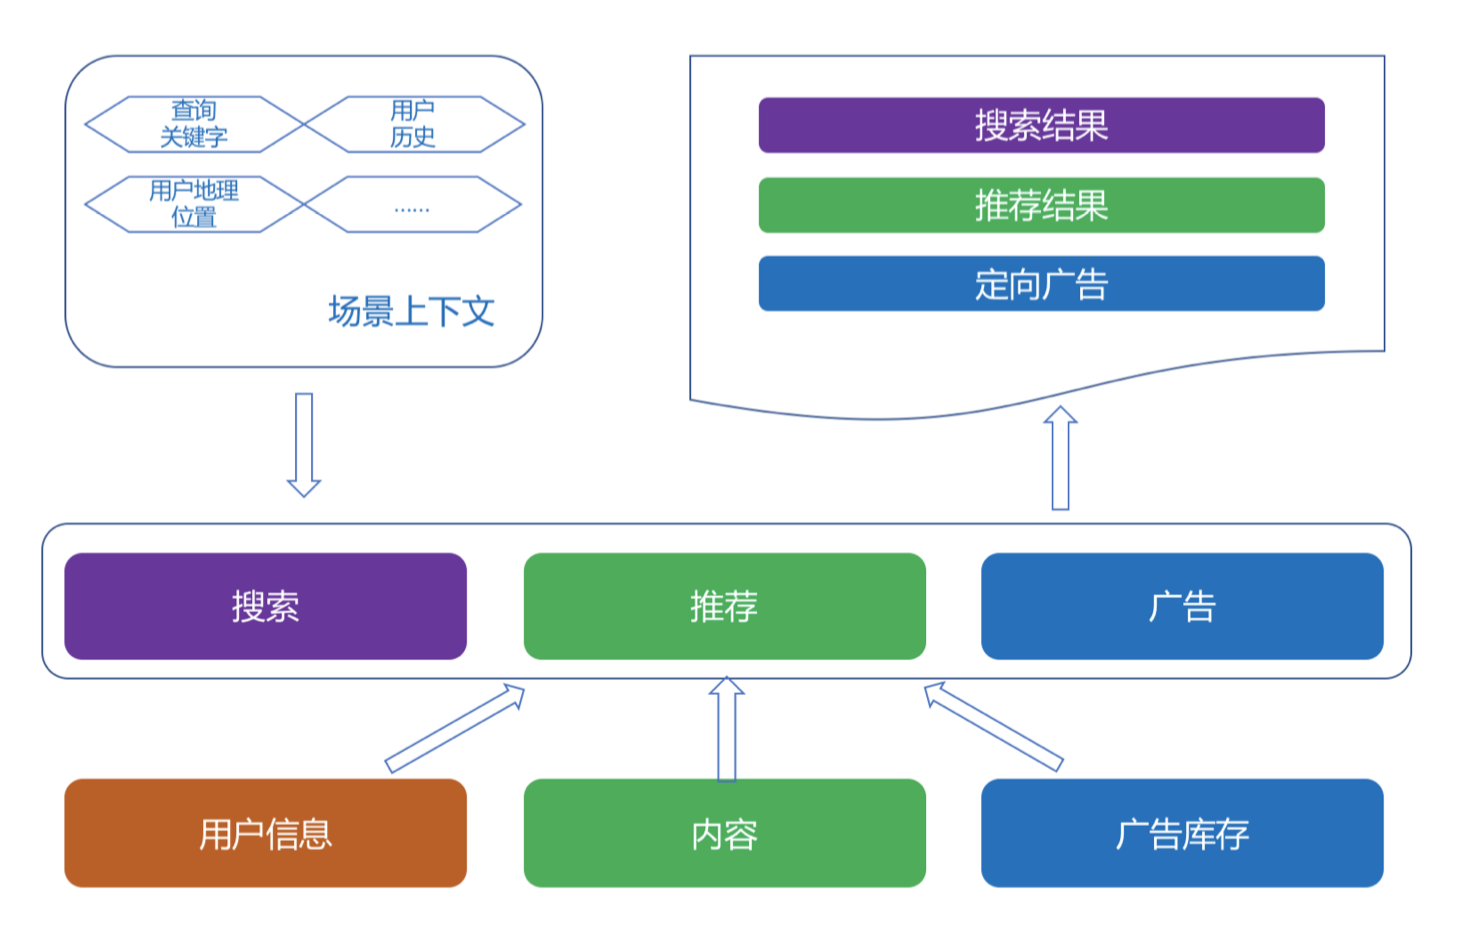 查询
关键字
用户
历史
用户地理
位置
……
场景上下文
搜索结果
推荐结果
定向广告
搜索
推荐
广告
用户信息
内容
广告库存